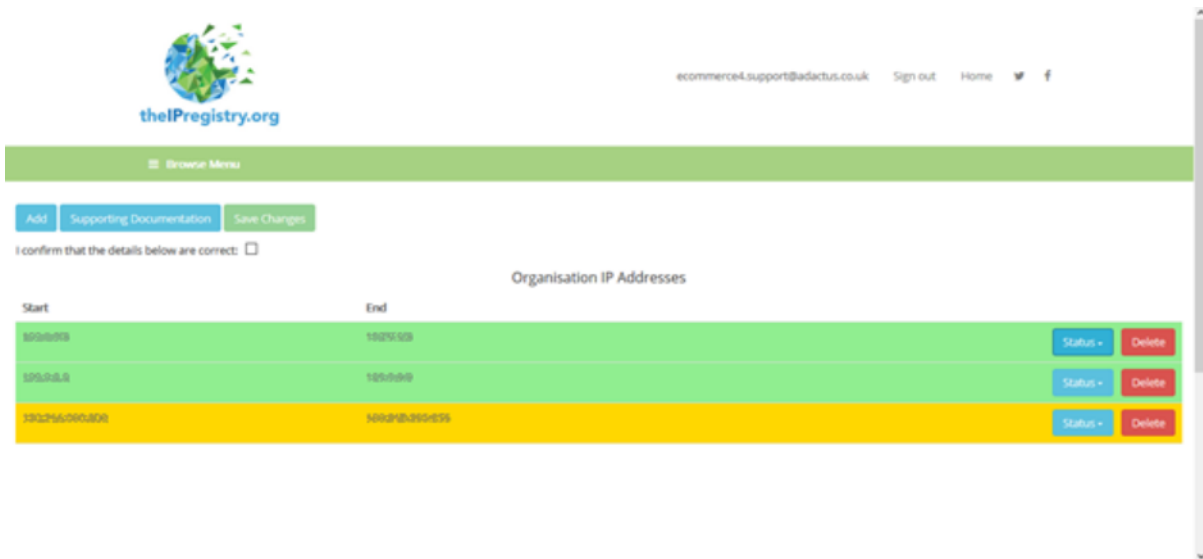 theIPregistry.org
ecommerce4.support@adactus.co.uk Sign out Home
Browse Menu
Add Supporting Documentation Save Changes
I confirm that the details below are correct:
Organisation IP Addresses
Start End
Status Delete
Status Delete
Status Delete